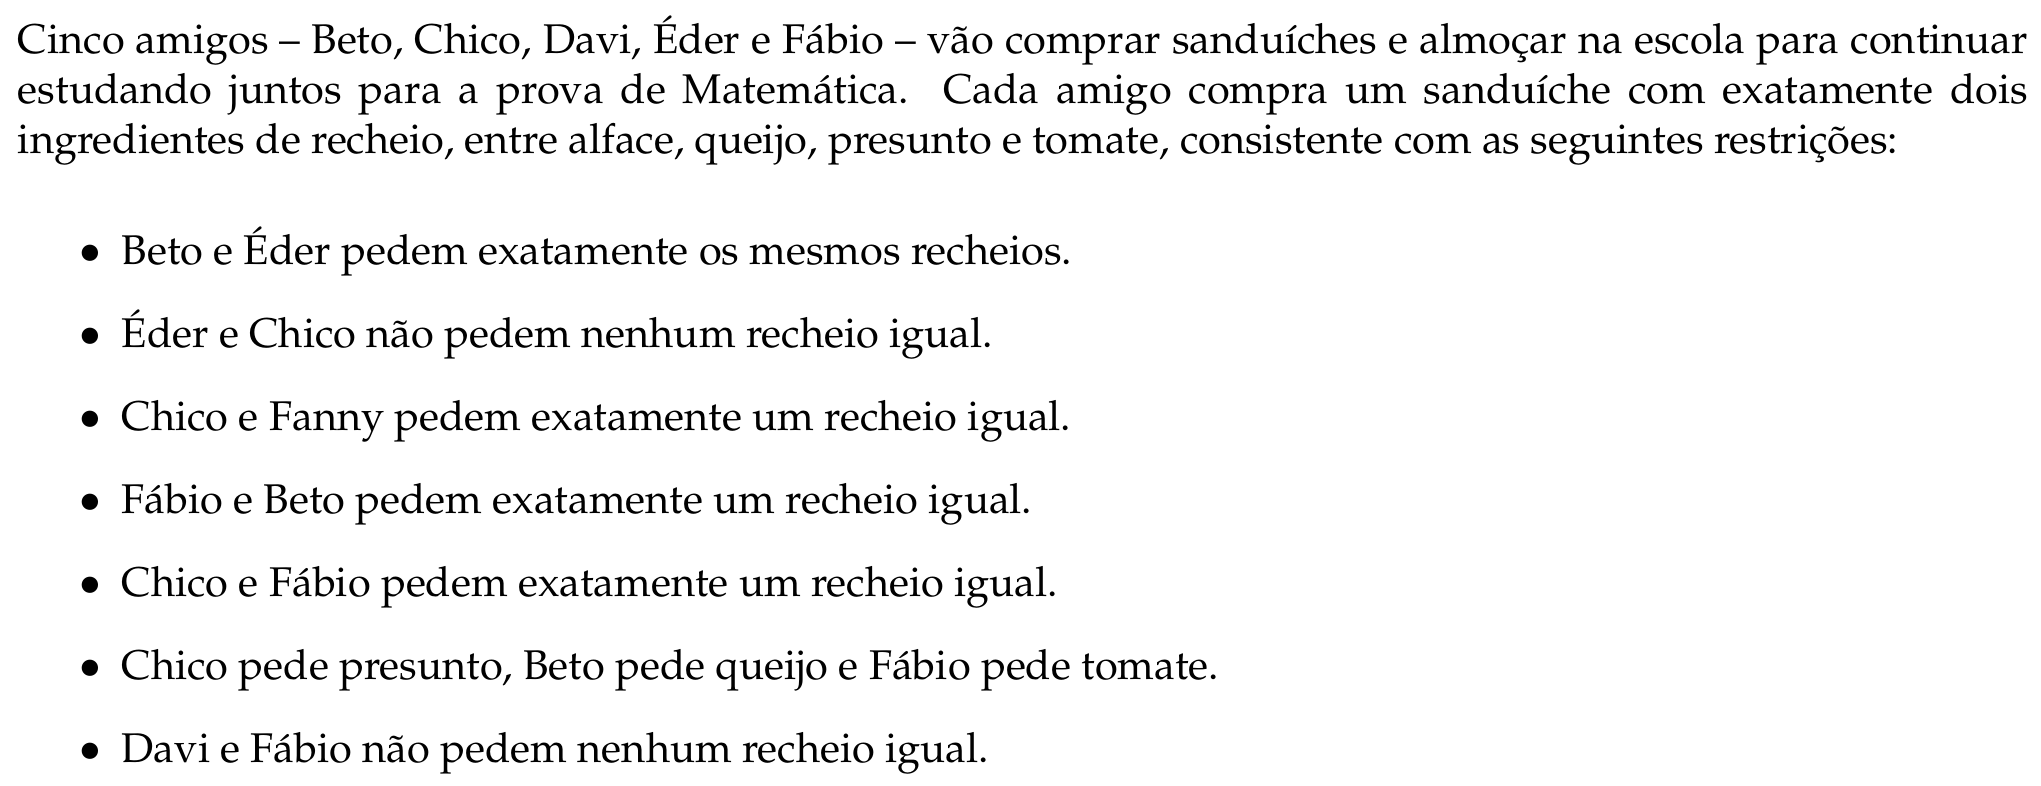 Cinco amigos – Beto, Chico, Davi, Éder e Fábio – vão comprar sanduíches e almoçar na escola para continuar
estudando juntos para a prova de Matemática. Cada amigo compra um sanduíche com exatamente dois
ingredientes de recheio, entre alface, queijo, presunto e tomate, consistente com as seguintes restrições:
• Beto e Éder pedem exatamente os mesmos recheios.
• Éder e Chico não pedem nenhum recheio igual.
• Chico e Fanny pedem exatamente um recheio igual.
• Fábio e Beto pedem exatamente um recheio igual.
• Chico e Fábio pedem exatamente um recheio igual.
• Chico pede presunto, Beto pede queijo e Fábio pede tomate.
• Davi e Fábio não pedem nenhum recheio igual.